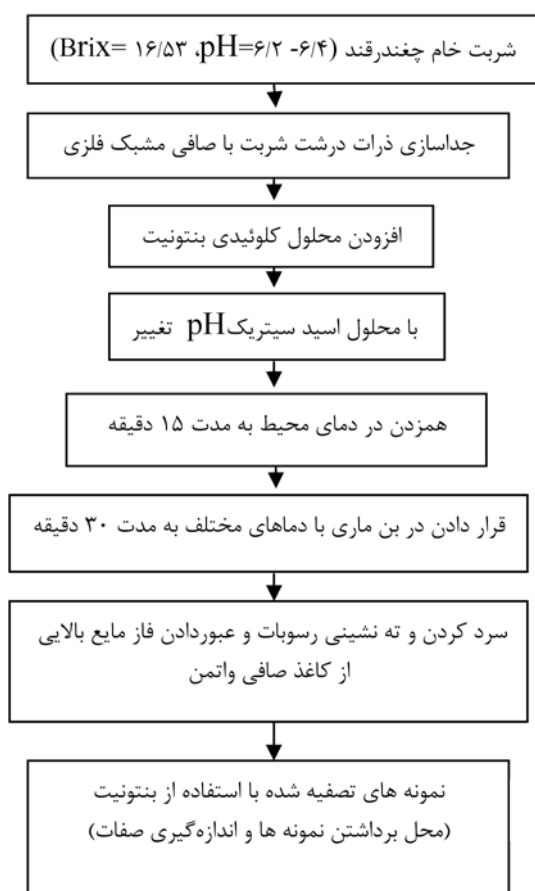 شربت خام چغندرقند (Brix= ۱۶/۵۳ ،pH=۶/۲ -۶/۴)
جداسازی ذرات درشت شربت با صافی مشبک فلزی
افزودن محلول کلوئیدی بنتونیت
با محلول اسید سیتریکpH تغییر
همزدن در دمای محیط به مدت ۱۵ دقیقه
قرار دادن در بن ماری با دماهای مختلف به مدت ۳۰ دقیقه
سرد کردن و ته نشینی رسوبات و عبوردادن فاز مایع بالایی
از کاغذ صافی واتمن
نمونه های تصفیه شده با استفاده از بنتونیت
(محل برداشتن نمونه ها و اندازه‌گیری صفات)